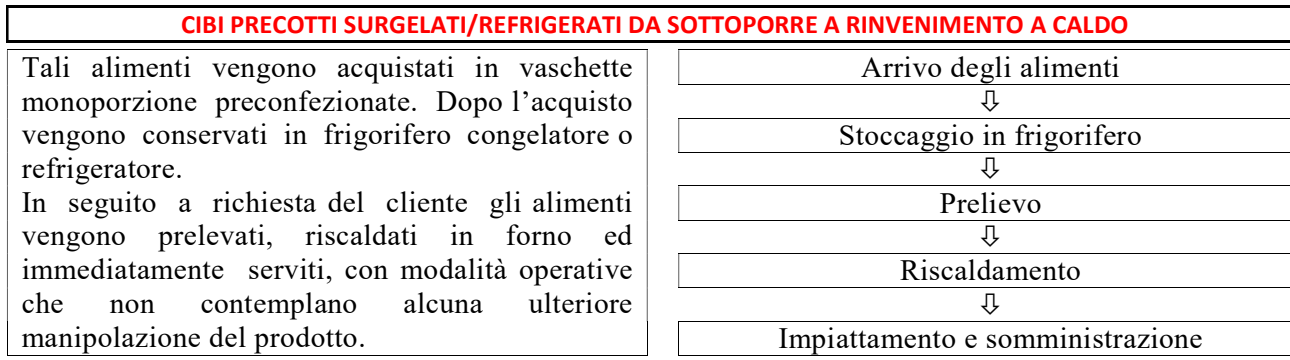 CIBI PRECOTTI SURGELATI/REFRIGERATI DA SOTTOPORRE A RINVENIMENTO A CALDO
Tali alimenti vengono acquistati in vaschette
monoporzione preconfezionate. Dopo l’acquisto
vengono conservati in frigorifero congelatore o
refrigeratore.
In seguito a richiesta del cliente gli alimenti
vengono prelevati, riscaldati in forno ed
immediatamente serviti, con modalità operative
che non contemplano alcuna ulteriore
manipolazione del prodotto.
Arrivo degli alimenti
⇩
Stoccaggio in frigorifero
⇩
Prelievo
⇩
Riscaldamento
⇩
Impiattamento e somministrazione